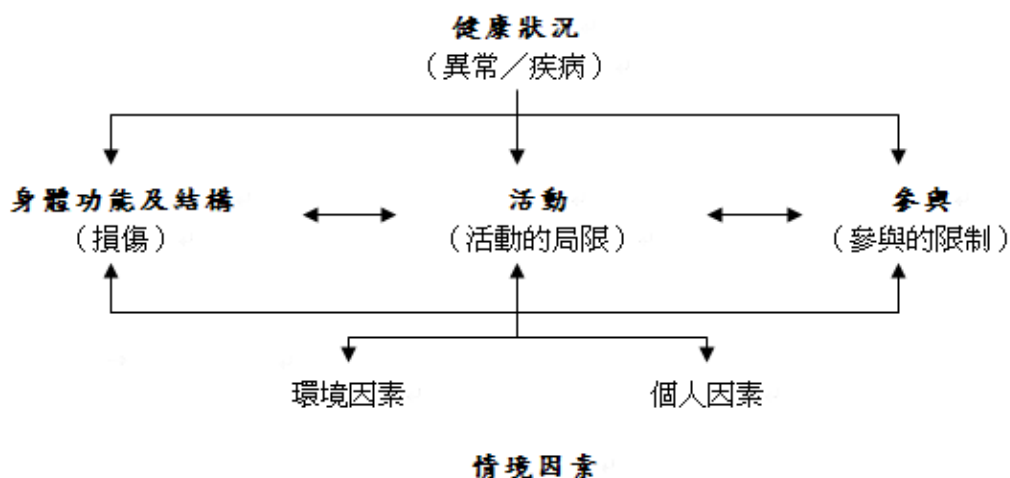 健康狀況
（異常／疾病）
身體功能及結構
（損傷）
活動
（活動的局限）
參與
（參與的限制）
環境因素
個人因素
情境因素